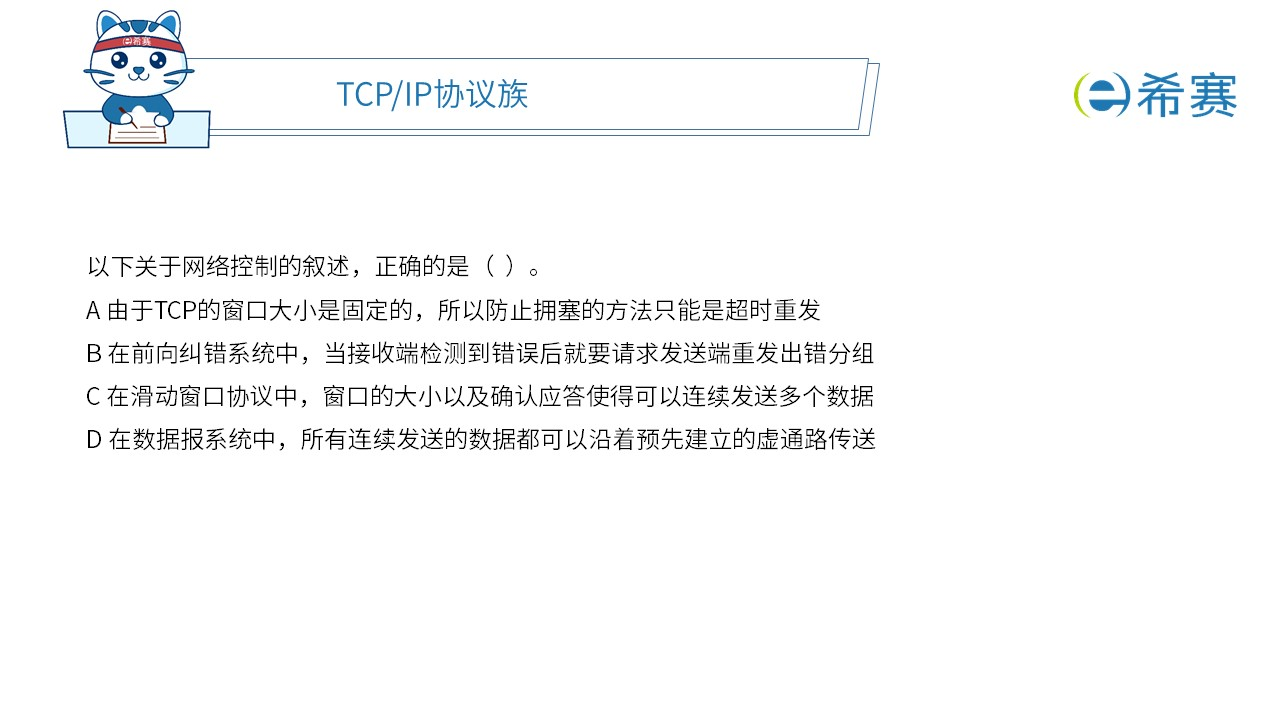 希赛
TCP/IP协议族
希赛
以下关于网络控制的叙述，正确的是（ ）。
A 由于TCP的窗口大小是固定的，所以防止拥塞的方法只能是超时重发
B 在前向纠错系统中，当接收端检测到错误后就要请求发送端重发出错分组
C 在滑动窗口协议中，窗口的大小以及确认应答使得可以连续发送多个数据
D 在数据报系统中，所有连续发送的数据都可以沿着预先建立的虚通路传送